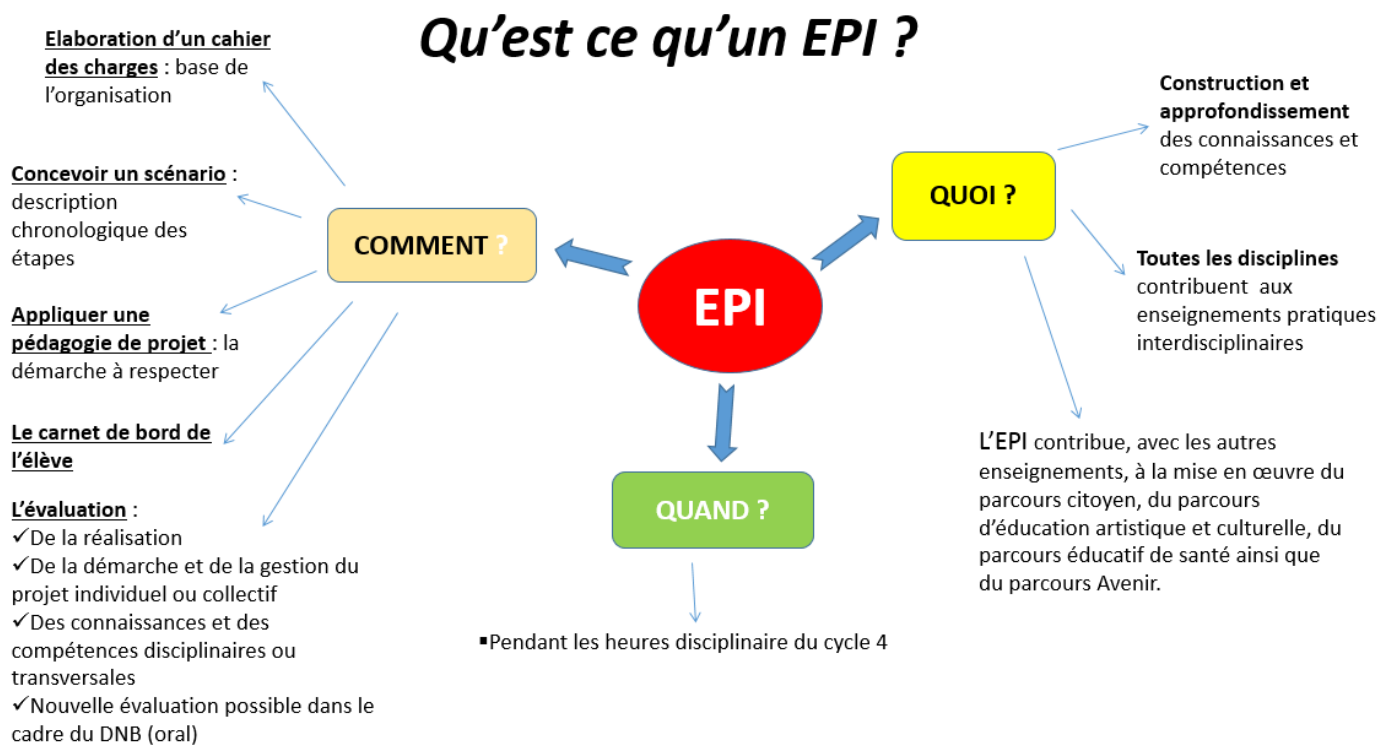 Qu’est ce qu’un EPI ?
Elaboration d’un cahier
des charges : base de
l’organisation
Concevoir un scénario :
description
chronologique des
étapes
Appliquer une
pédagogie de projet : la
démarche à respecter
Le carnet de bord de
l’élève
L’évaluation :
✓De la réalisation
✓De la démarche et de la gestion du
projet individuel ou collectif
✓Des connaissances et des
compétences disciplinaires ou
transversales
✓Nouvelle évaluation possible dans le
cadre du DNB (oral)
COMMENT ?
EPI
QUAND ?
▪Pendant les heures disciplinaire du cycle 4
QUOI ?
Construction et
approfondissement
des connaissances et
compétences
Toutes les disciplines
contribuent aux
enseignements pratiques
interdisciplinaires
L’EPI contribue, avec les autres
enseignements, à la mise en œuvre du
parcours citoyen, du parcours
d’éducation artistique et culturelle, du
parcours éducatif de santé ainsi que
du parcours Avenir.